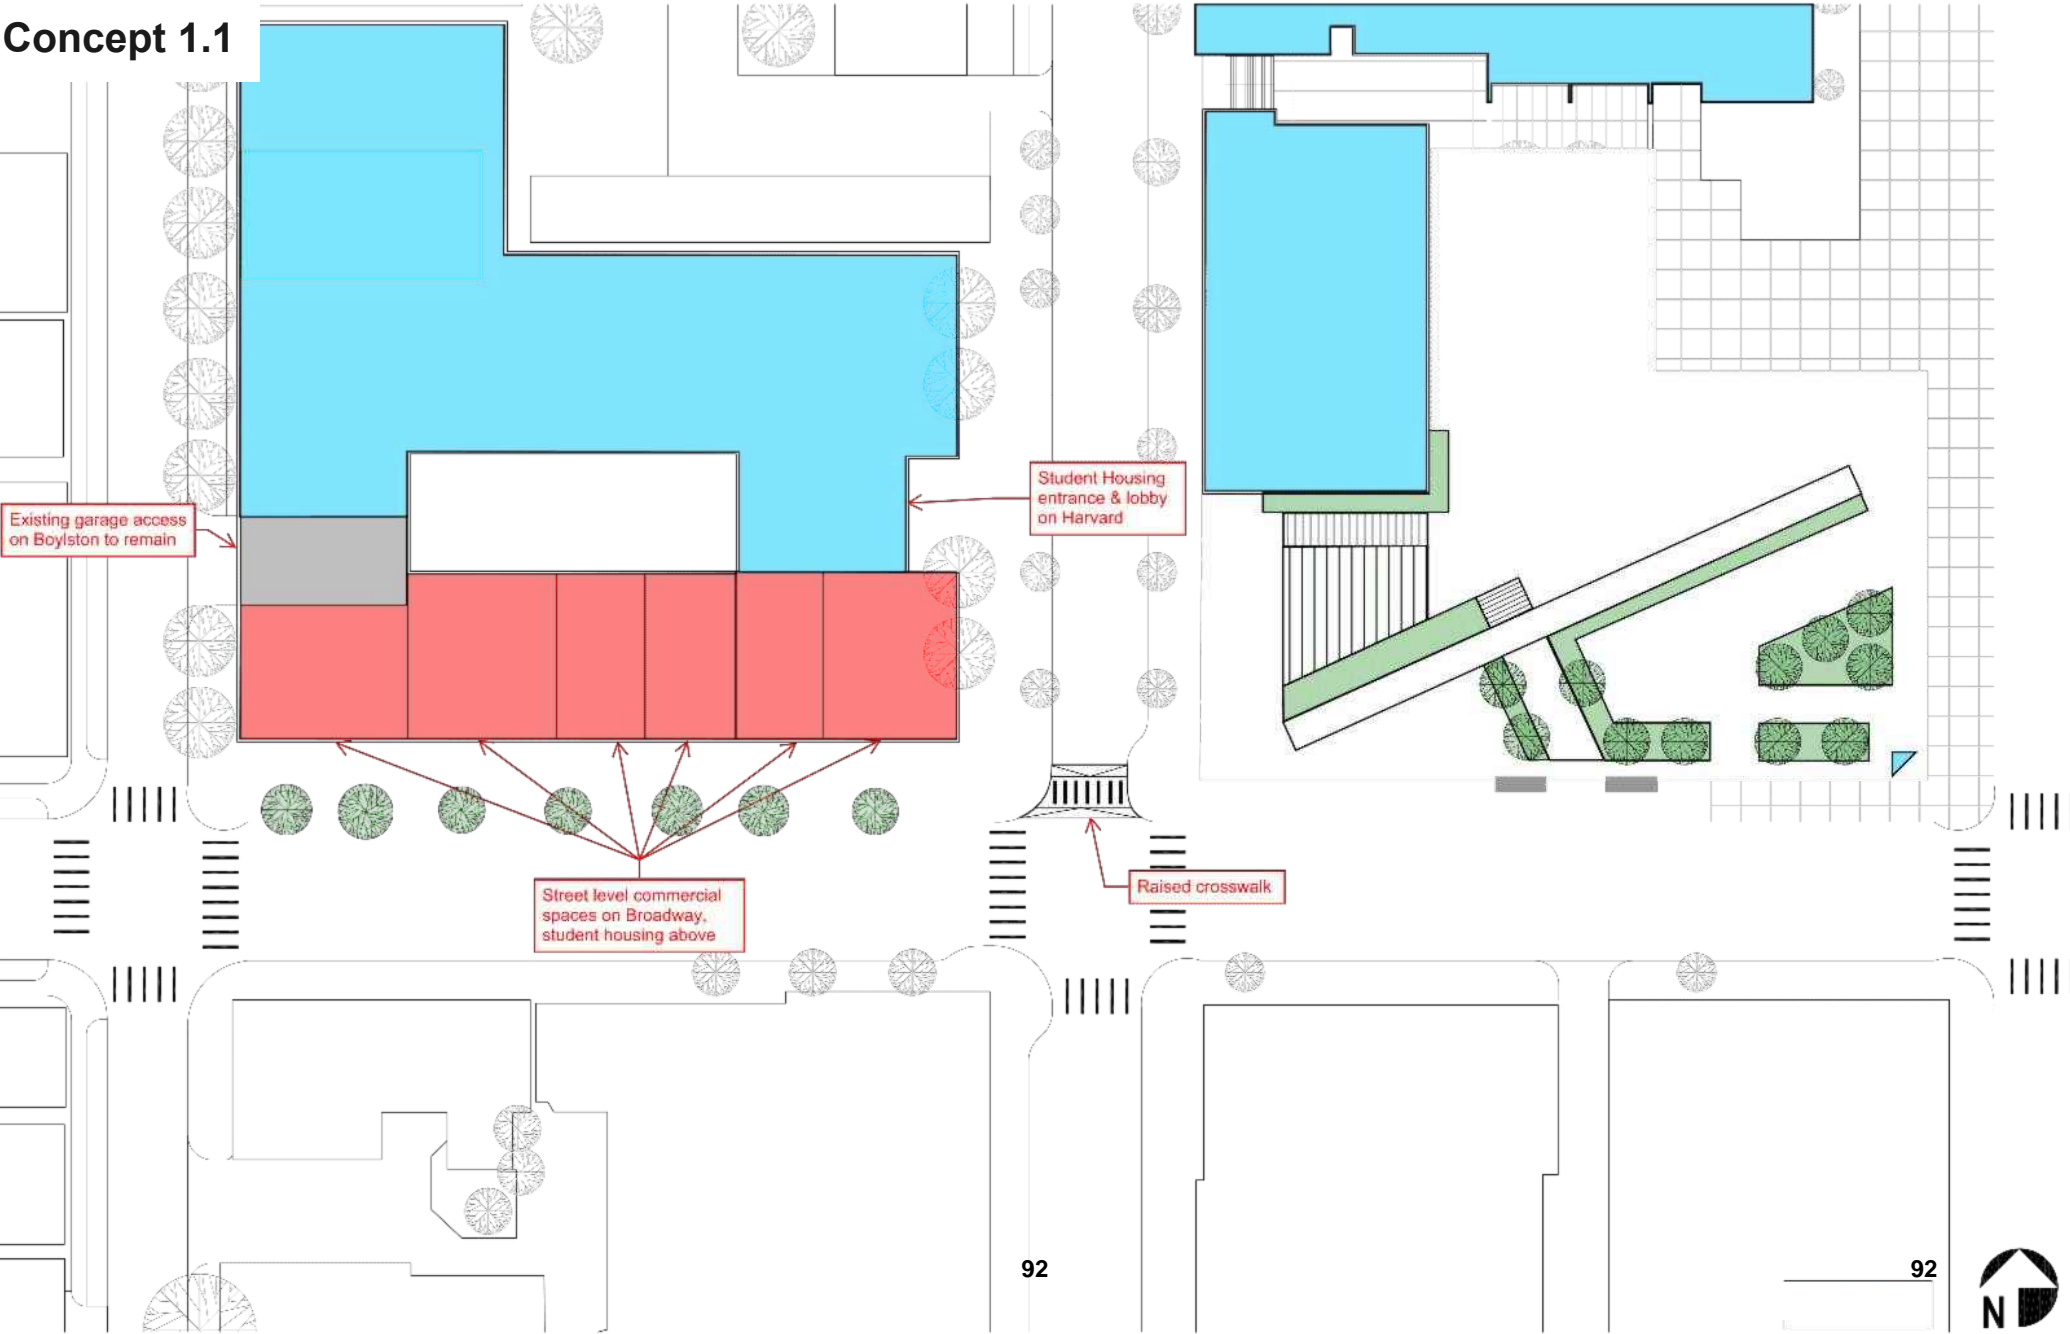 Concept 1.1
Student Housing
entrance & lobby
on Harvard
Existing garage access
on Boylston to remain
Raised crosswalk
Street level commercial
spaces on Broadway,
student housing above
92
92
N